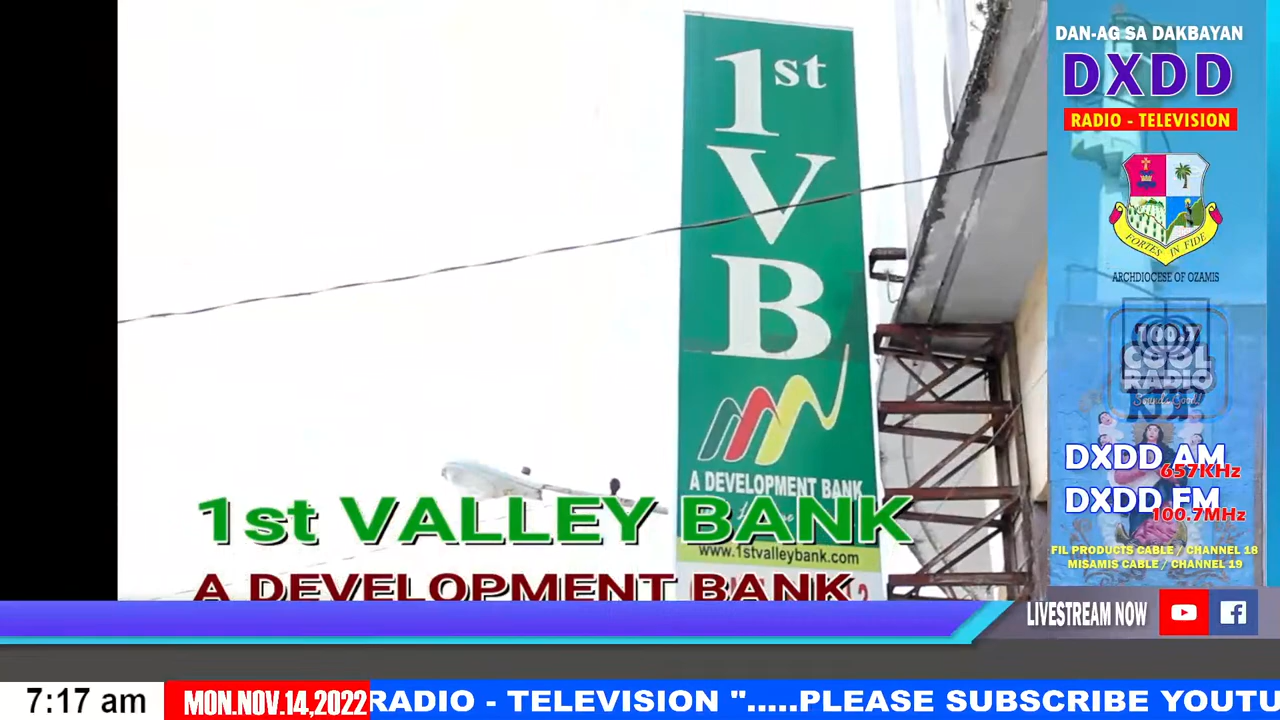 1st
V
B
A DEVELOPMENT BANK
www.1stvalleybank.com
1st VALLEY BANK
A DEVELOPMENT BANK
DAN-AG SA DAKBAYAN
DXDD
RADIO - TELEVISION
FORTES IN FIDE
ARCHDIOCESE OF OZAMIS
100.7
COOL
RADIO
Sounds Good!
DXDD AM
657KHz
DXDD FM
100.7MHz
FIL PRODUCTS CABLE / CHANNEL 18
MISAMIS CABLE / CHANNEL 19
LIVESTREAM NOW
7:17 am
MON.NOV.14,2022
RADIO - TELEVISION ".....PLEASE SUBSCRIBE YOUTU